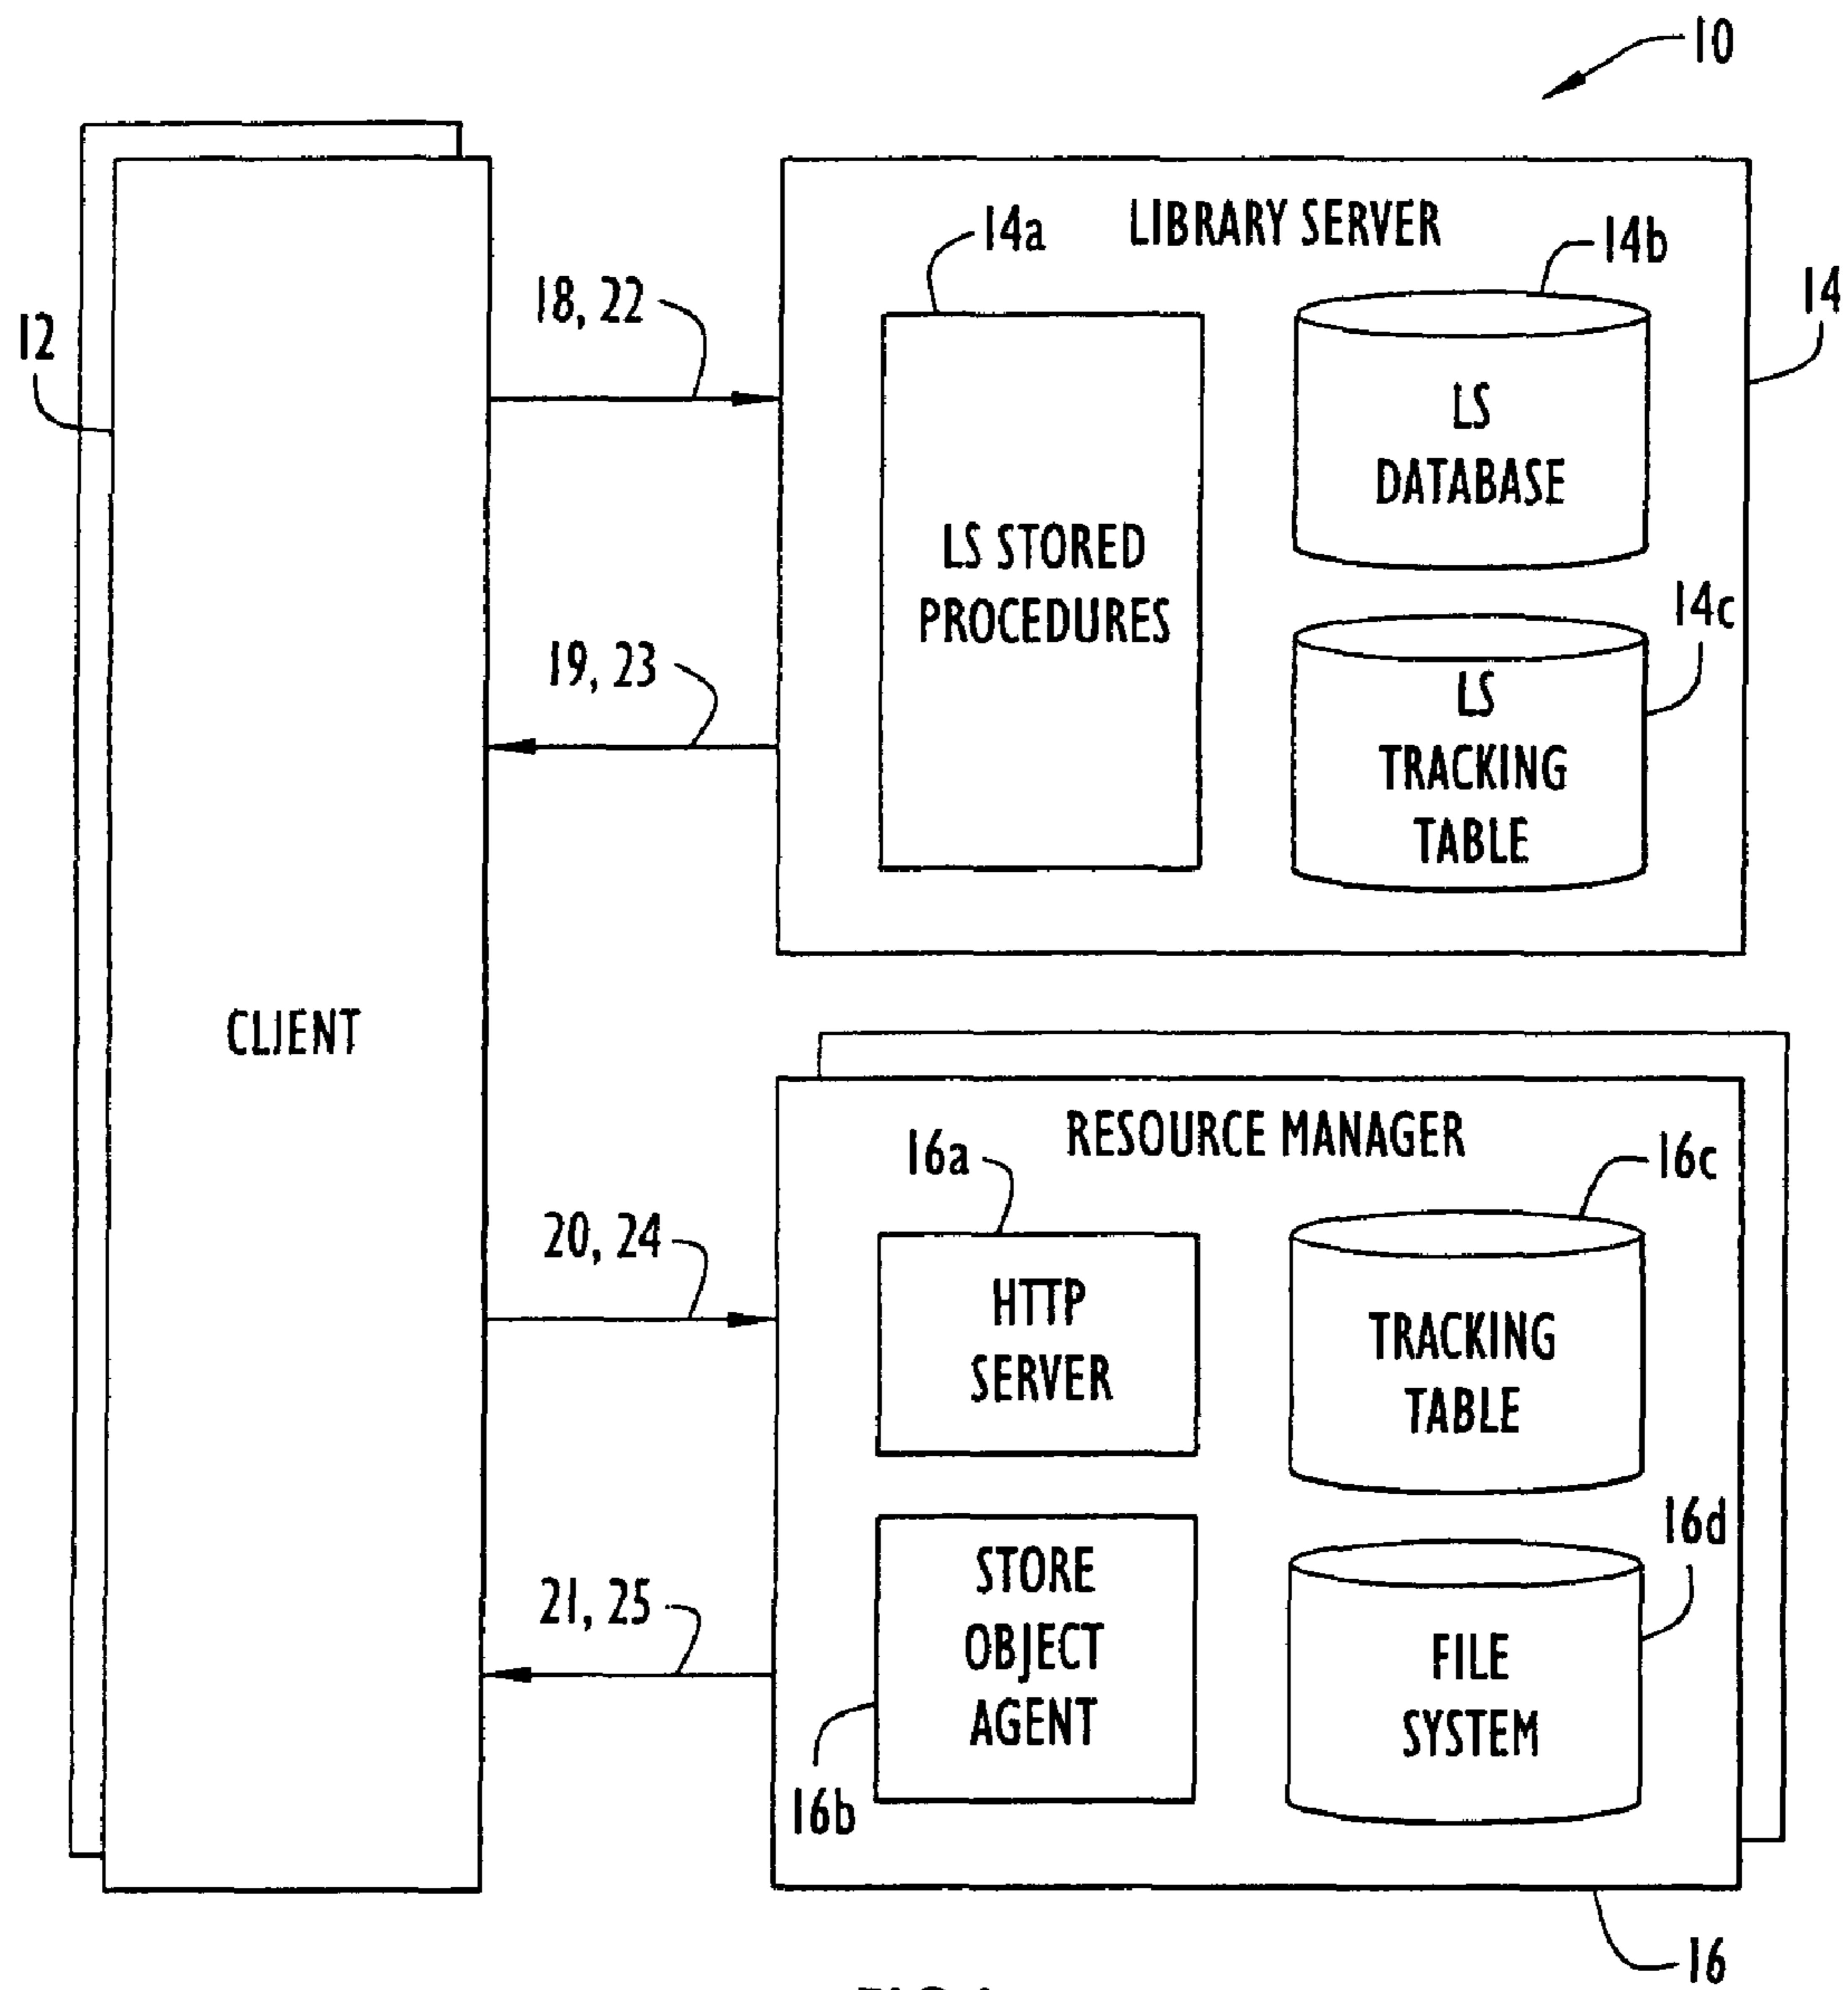 10
LIBRARY SERVER
14a
14b
14
18, 22
12
LS
DATABASE
LS STORED
PROCEDURES
14c
19, 23
LS
TRACKING
TABLE
CLIENT
RESOURCE MANAGER
16a
16c
20, 24
HTTP
SERVER
TRACKING
TABLE
16d
STORE
OBJECT
AGENT
21, 25
FILE
SYSTEM
16b
16